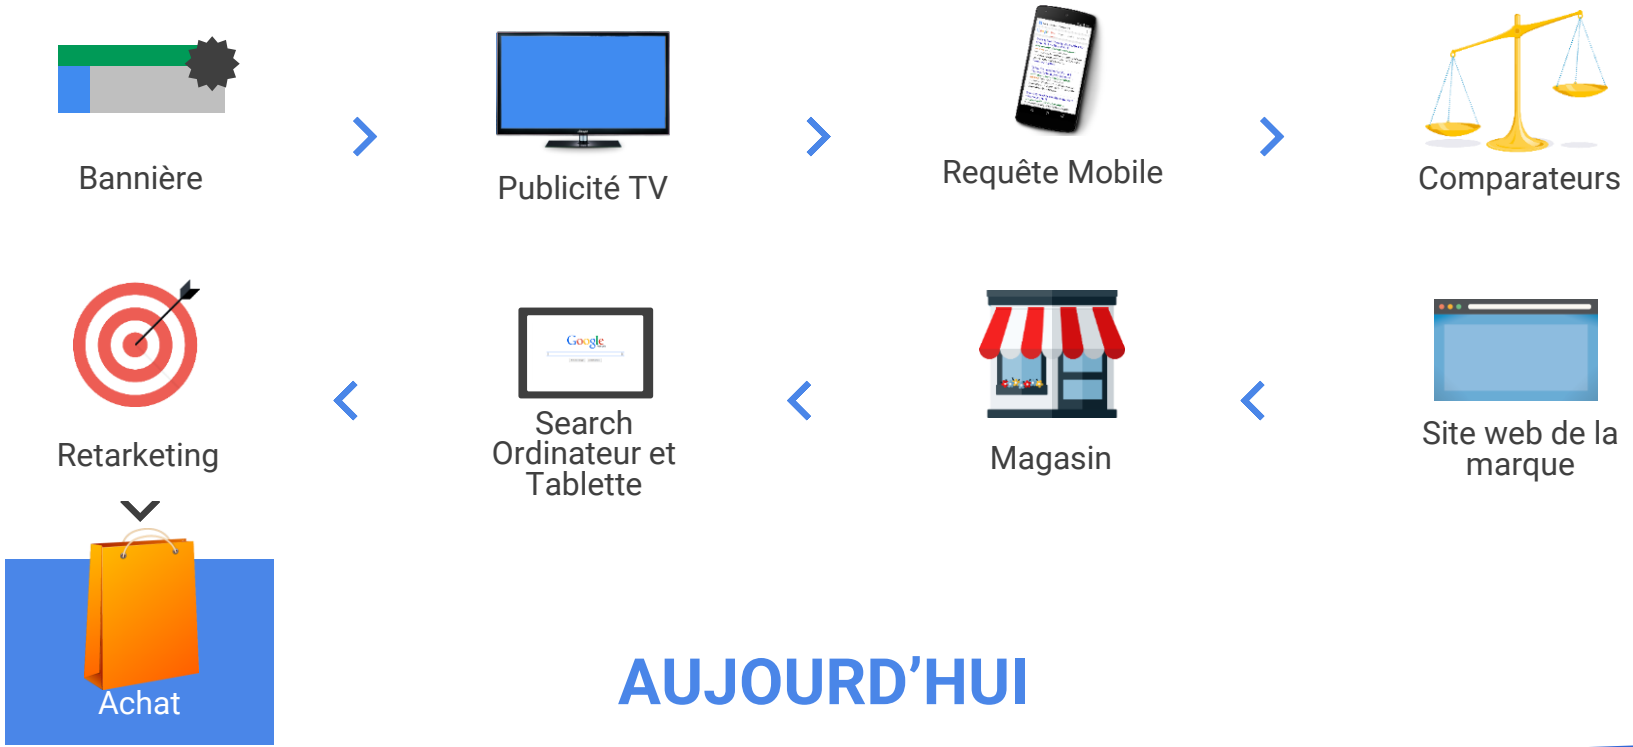 Bannière
Publicité TV
Requête Mobile
Comparateurs
Google
Retarketing
Search
Ordinateur et
Tablette
Magasin
Site web de la
marque
Achat
AUJOURD’HUI